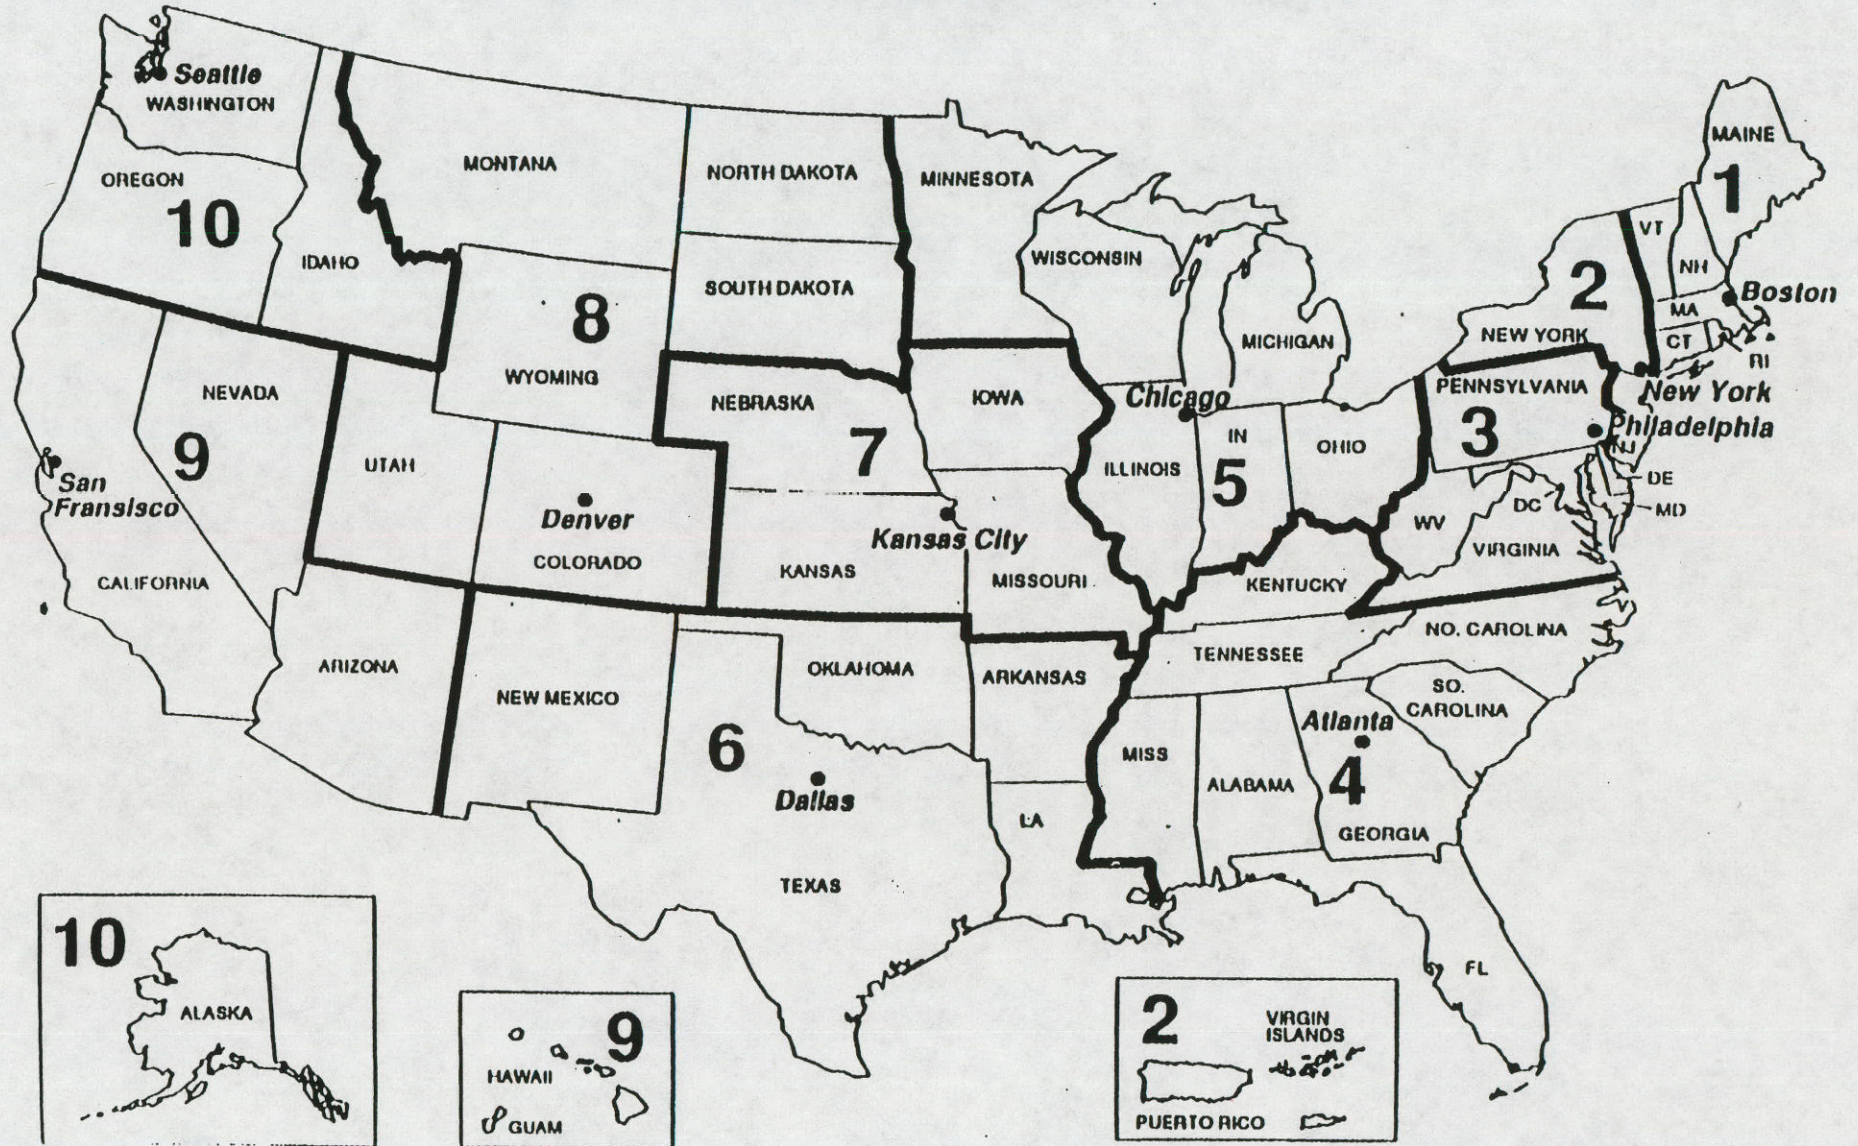 Seattle
WASHINGTON
OREGON
10
IDAHO
MONTANA
NORTH DAKOTA
SOUTH DAKOTA
8
WYOMING
MINNESOTA
WISCONSIN
MICHIGAN
MAINE
1
VT
NH
2
NEW YORK
Boston
MA
CT
RI
New York
PENNSYLVANIA
3
Philadelphia
DE
MD
DC
WV
VIRGINIA
NEVADA
9
San
Fransisco
CALIFORNIA
UTAH
Denver
COLORADO
NEBRASKA
7
IOWA
Kansas City
KANSAS
MISSOURI
Chicago
ILLINOIS
IN
5
OHIO
KENTUCKY
TENNESSEE
NO. CAROLINA
SO.
CAROLINA
ARIZONA
NEW MEXICO
OKLAHOMA
ARKANSAS
6
Dallas
TEXAS
LA
MISS
ALABAMA
Atlanta
4
GEORGIA
FL
10
ALASKA
9
HAWAII
GUAM
2
VIRGIN
ISLANDS
PUERTO RICO